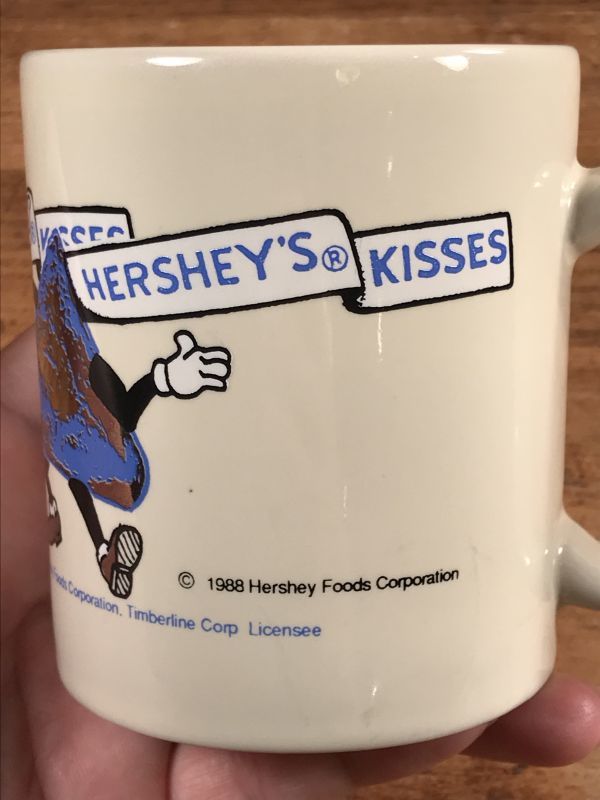 KISSES
HERSHEY'S® KISSES
© 1988 Hershey Foods Corporation
Corporation. Timberline Corp Licensee